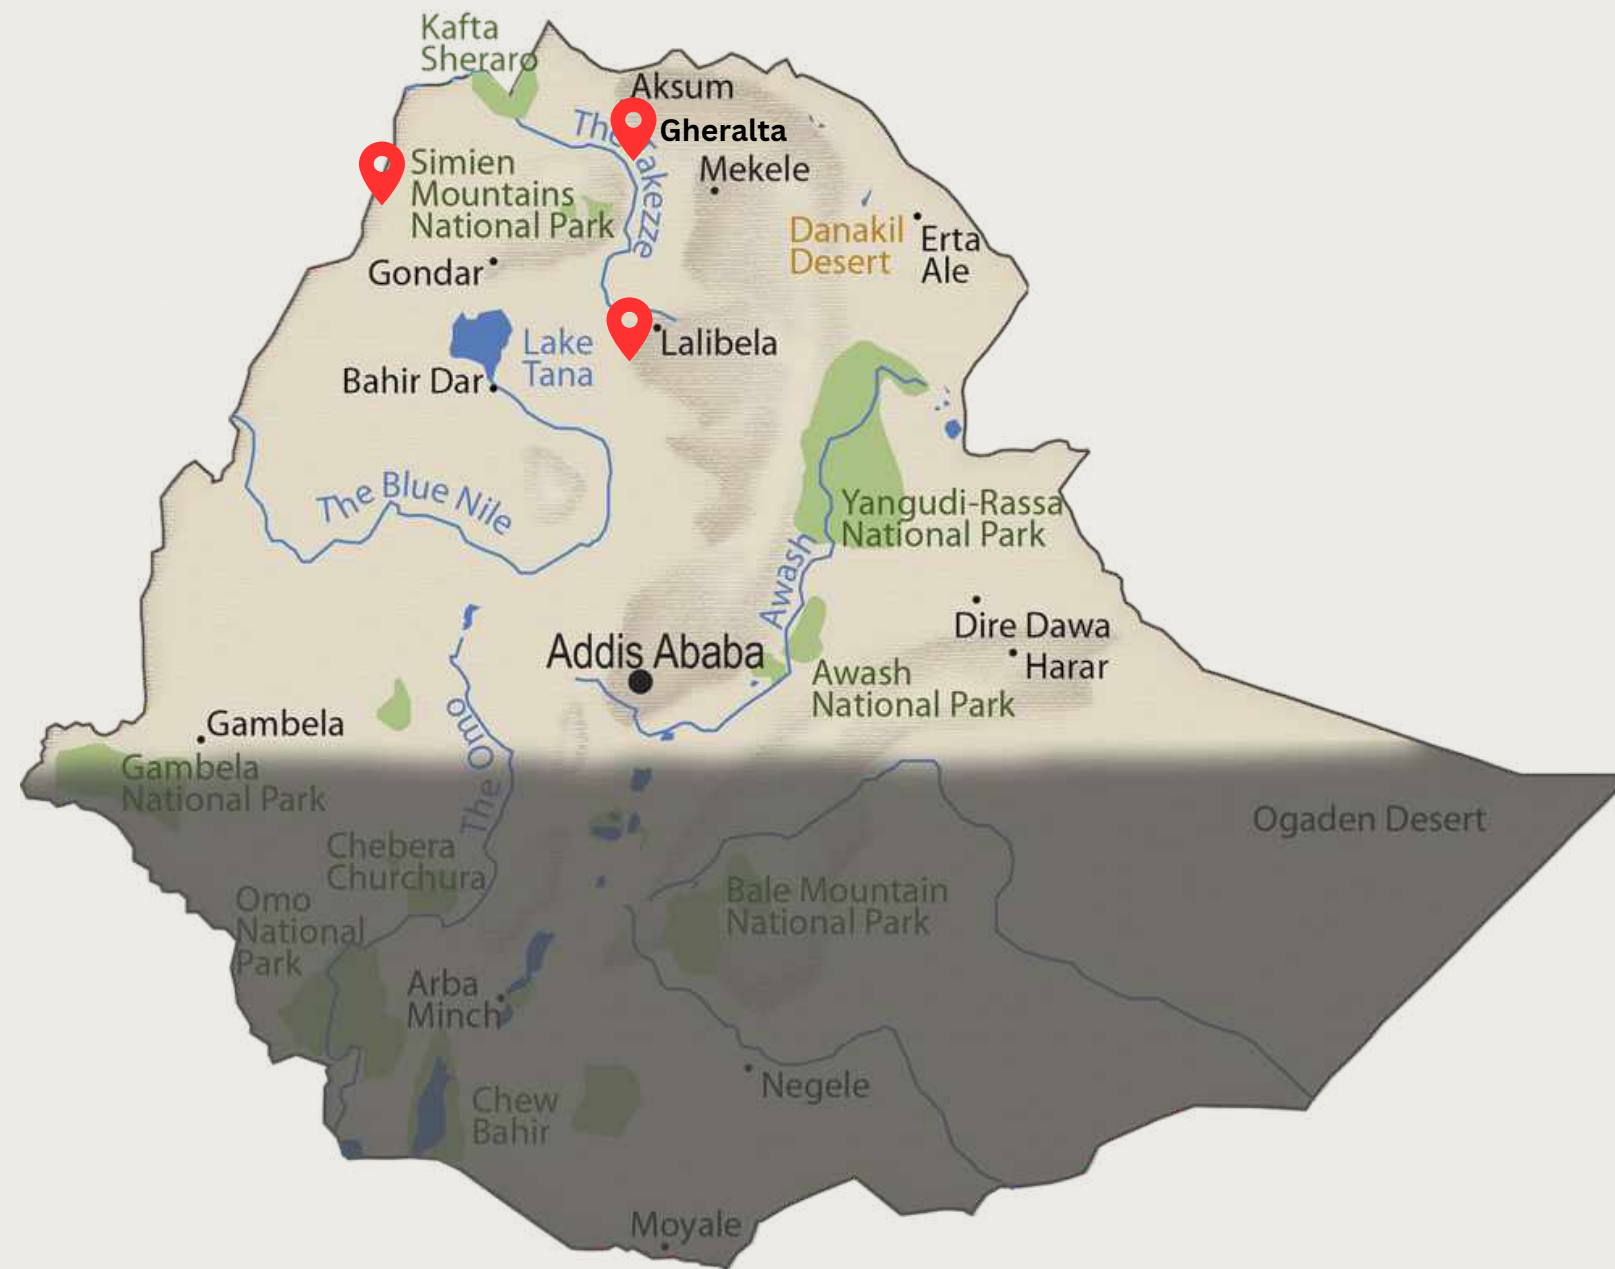 Kafta
Sheraro
Aksum
The Takezze
Gheralta
Simien
Mountains
National Park
Mekele
Danakil
Desert
Erta
Ale
Gondar
Lake
Tana
Lalibela
Bahir Dar
The Blue Nile
Yangudi-Rassa
National Park
Awash
Dire Dawa
Harar
Addis Ababa
Awash
National Park
Gambela
The Omo
Gambela
National Park
Ogaden Desert
Chebera
Churchura
Omo
National
Park
Bale Mountain
National Park
Arba
Minch
Negele
Chew
Bahir
Moyale